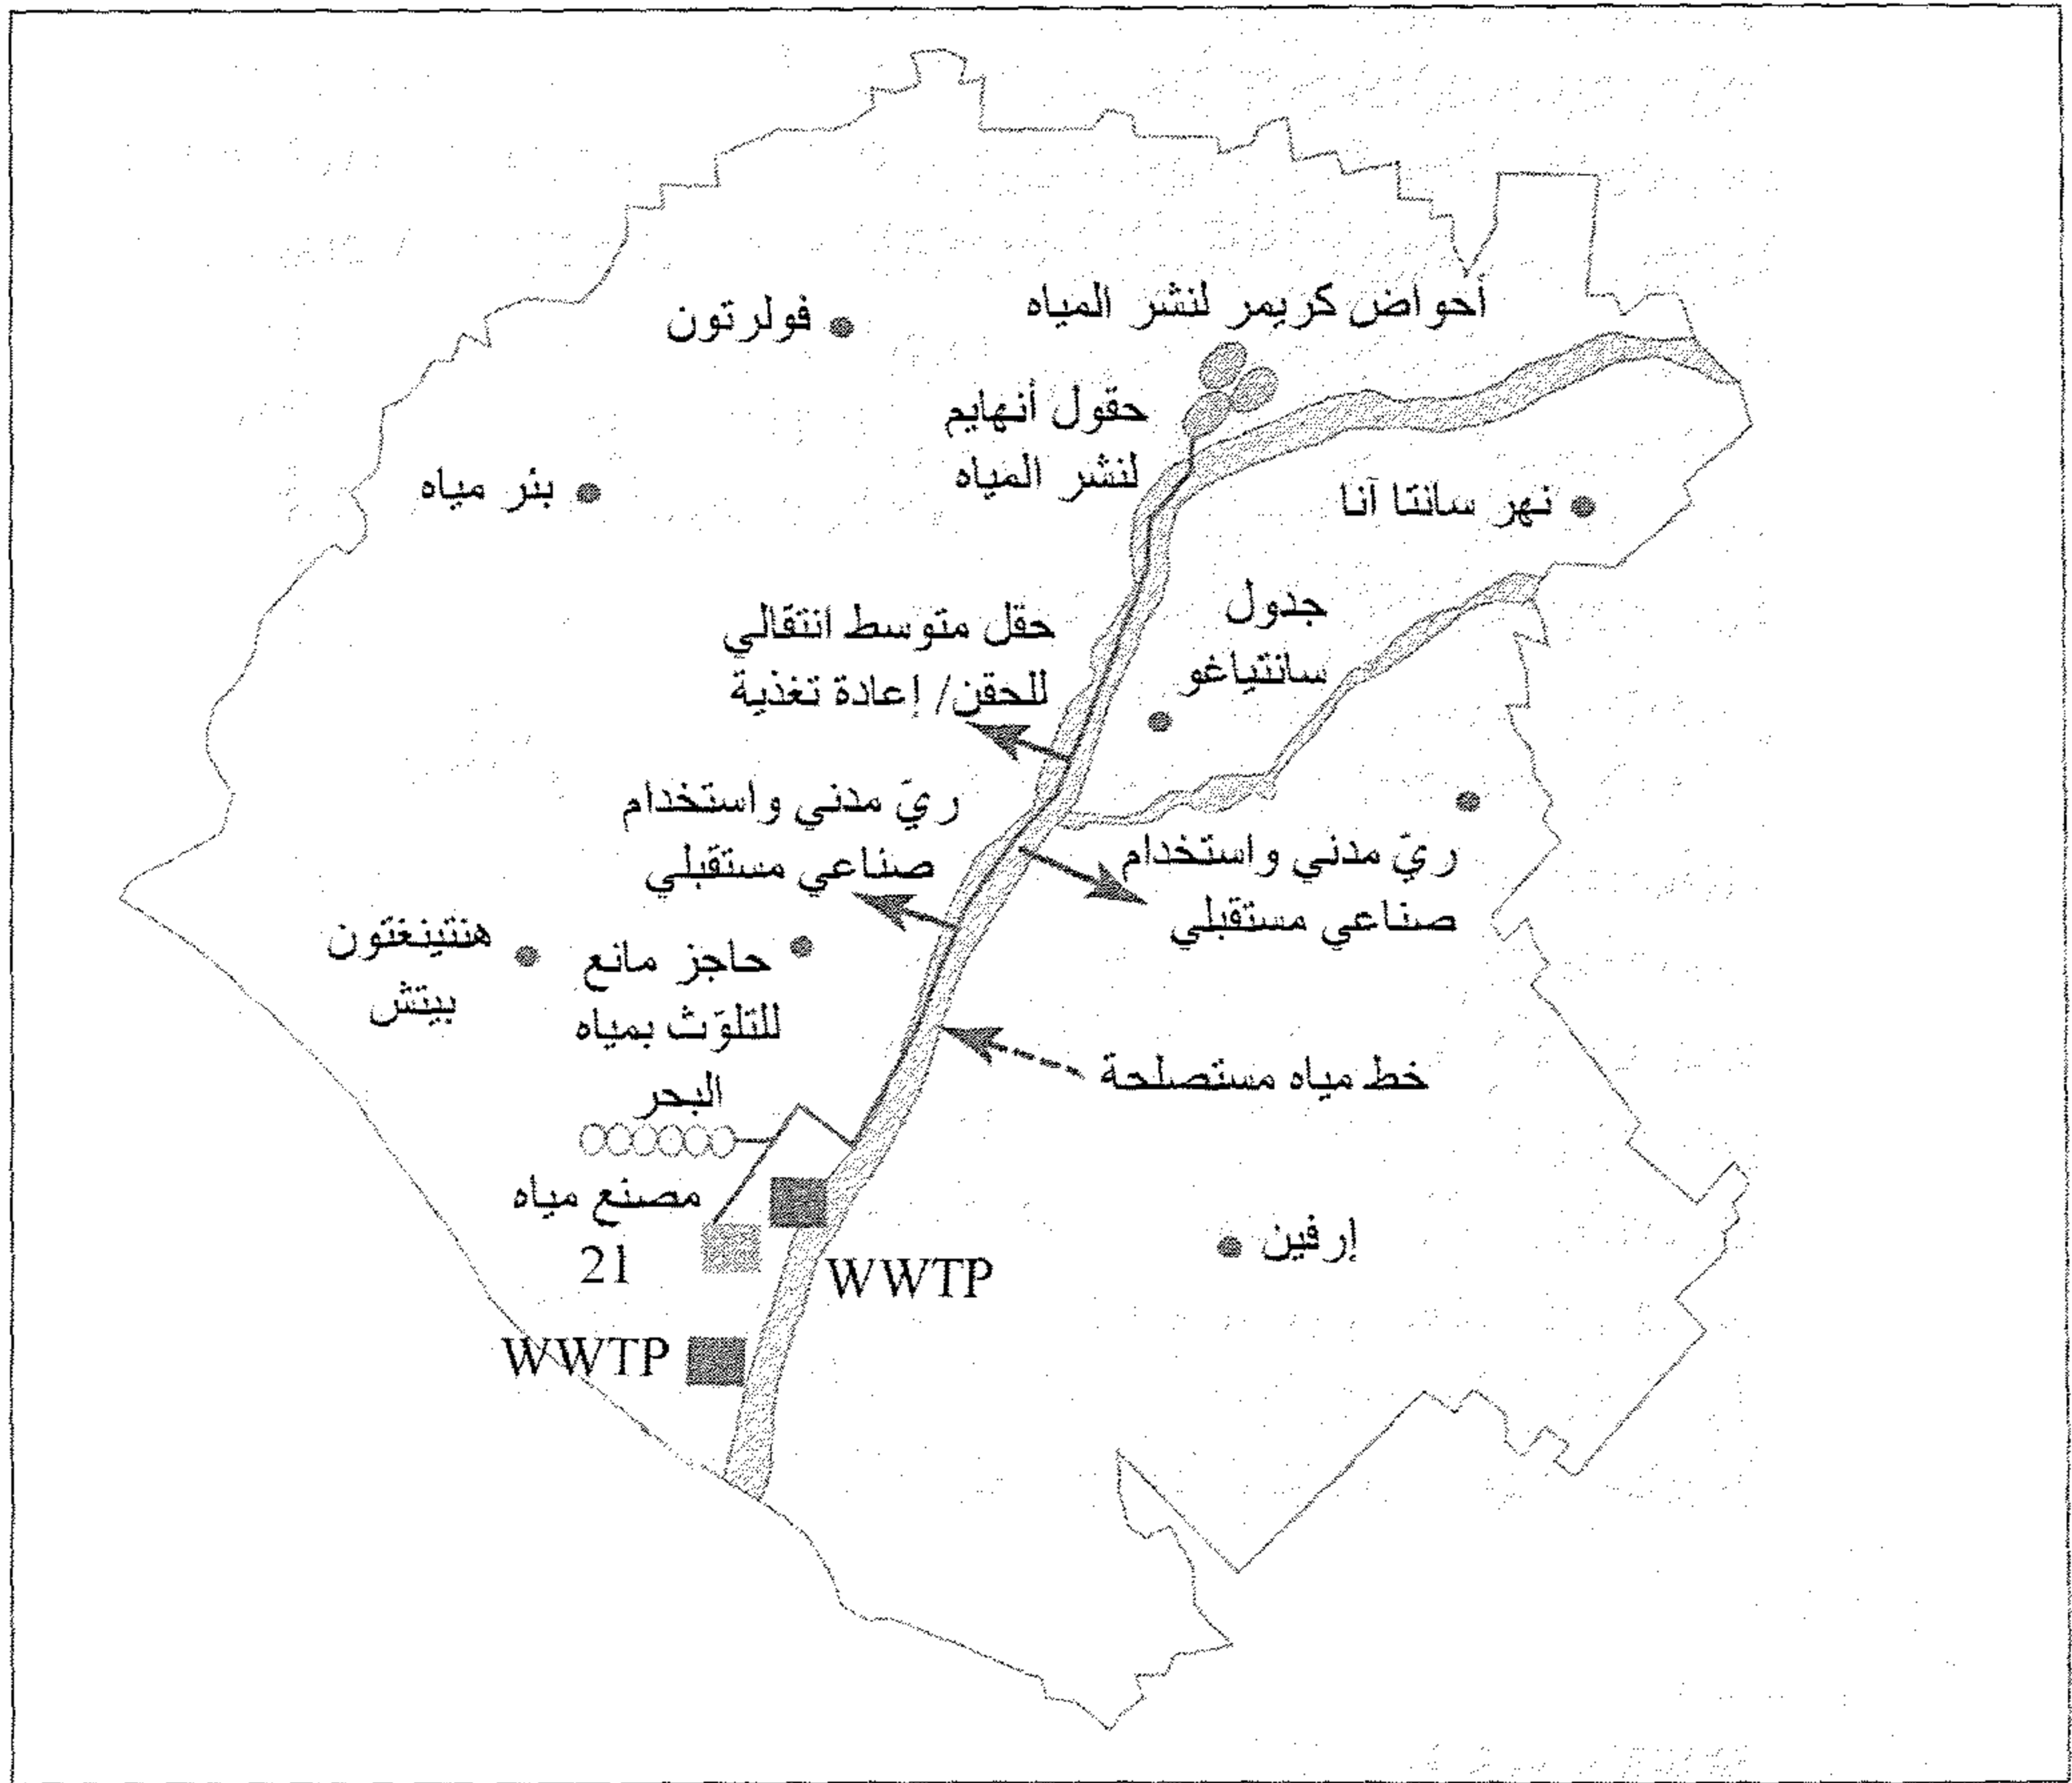 أحواض كريمر لنشر المياه
فولرتون
حقول أنهايم
لنشر المياه
بئر مياه
نهر سانتا آنا
جدول
سانتياغو
حقل متوسط انتقالي
للحقن/ إعادة تغذية
ريّ مدني واستخدام
صناعي مستقبلي
ريّ مدني واستخدام
صناعي مستقبلي
هنتينغتون
بيتش
حاجز مانع
للتلوّث بمياه
البحر
خط مياه مستصلحة
مصنع مياه
21
WWTP
إرفين
WWTP